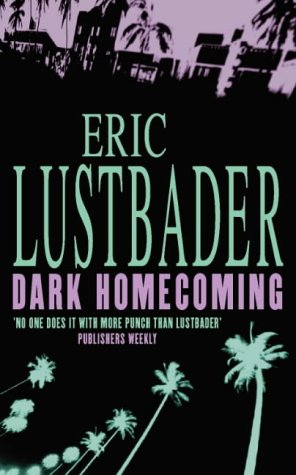 ERIC
LUSTBADER
DARK HOMECOMING
'NO ONE DOES IT WITH MORE PUNCH THAN LUSTBADER'
PUBLISHERS WEEKLY